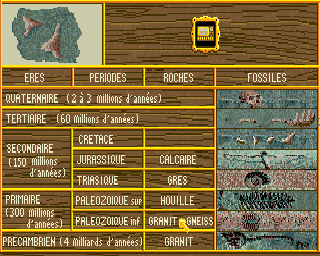 ERES PERIODES ROCHES FOSSILES
QUATERNAIRE (2 à 3 millions d'années)
TERTIAIRE (60 millions d'années)
SECONDAIRE
(150 millions
d'années)
CRETACE
JURASSIQUE CALCAIRE
TRIASIQUE GRES
PRIMAIRE
(300 millions
d'années)
PALEOZOIQUE sup HOUILLE
PALEOZOIQUE inf GRANIT-GNEISS
PRECAMBRIEN (4 milliards d'années) GRANIT